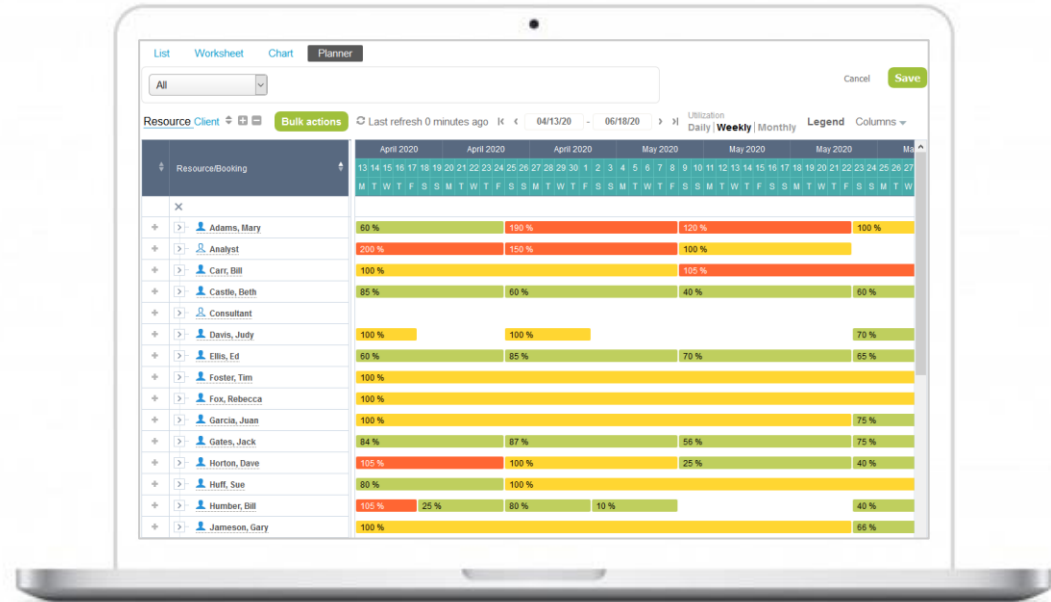 List Worksheet Chart Planner
All
Cancel Save
Resource Client Bulk actions Last refresh 0 minutes ago 04/13/20 - 06/18/20 Utilization Daily Weekly Monthly Legend Columns
April 2020 April 2020 April 2020 May 2020 May 2020 May 2020 Ma
Resource/Booking
13 14 15 16 17 18 19 20 21 22 23 24 25 26 27 28 29 30 1 2 3 4 5 6 7 8 9 10 11 12 13 14 15 16 17 18 19 20 21 22 23 24 25 26 27
M T W T F S S M T W T F S S M T W T F S S M T W T F S S M T W T F S S M T W T F S S M T W
Adams, Mary 60 % 190 % 120 % 100 %
Analyst 200 % 150 % 100 %
Carr, Bill 100 % 105 %
Castle, Beth 85 % 60 % 40 % 60 %
Consultant
Davis, Judy 100 % 100 % 70 %
Ellis, Ed 60 % 85 % 70 % 65 %
Foster, Tim 100 %
Fox, Rebecca 100 %
Garcia, Juan 100 % 75 %
Gates, Jack 84 % 87 % 56 % 75 %
Horton, Dave 105 % 100 % 25 % 40 %
Huff, Sue 80 % 100 %
Humber, Bill 105 % 25 % 80 % 10 % 40 %
Jameson, Gary 100 % 66 %